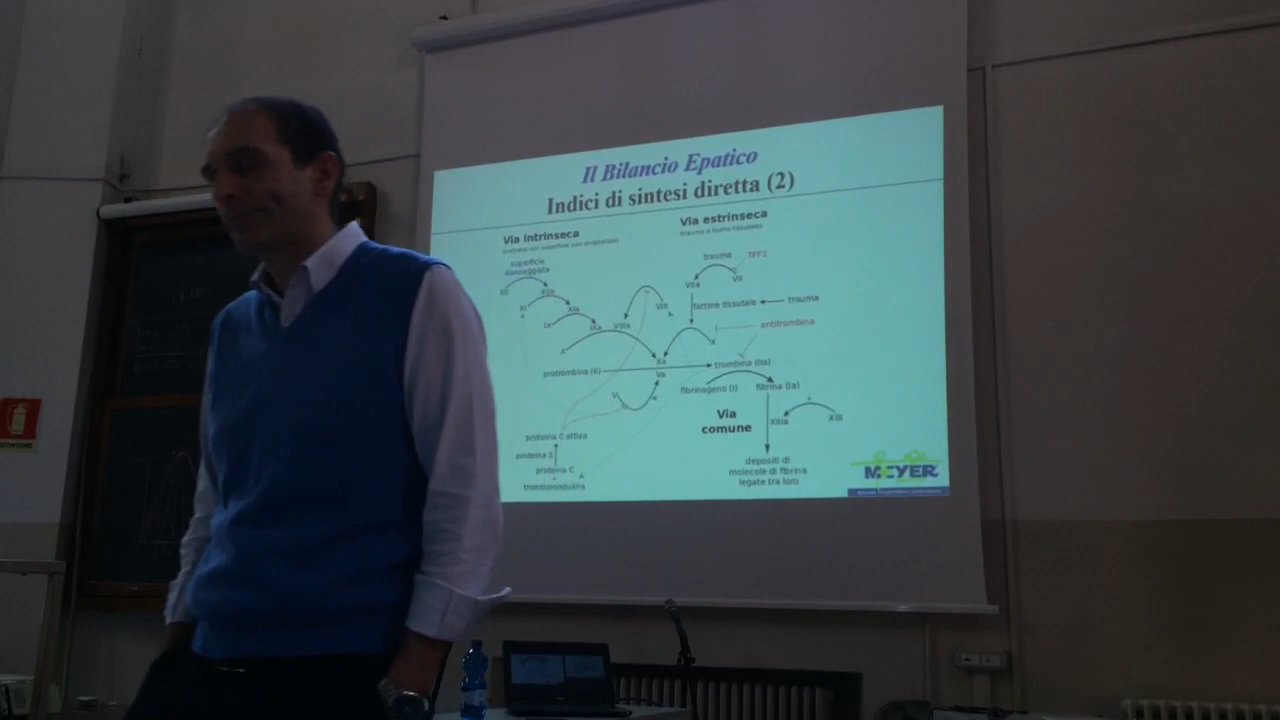 Il Bilancio Epatico
Indici di sintesi diretta (2)
Via intrinseca
Via estrinseca
superficie
danneggiata
trauma
TFPI
XII
XIIa
VIIa
VII
XI
XIa
VIII
fattore tissutale
trauma
IX
IXa
VIIIa
antitrombina
X
X
Xa
protrombina (II)
trombina (IIa)
Va
V
fibrinogeno (I)
fibrina (Ia)
Via
comune
XIIIa
XIII
proteina C attiva
proteina S
proteina C
trombomodulina
depositi di
molecole di fibrina
legate tra loro
MEYER